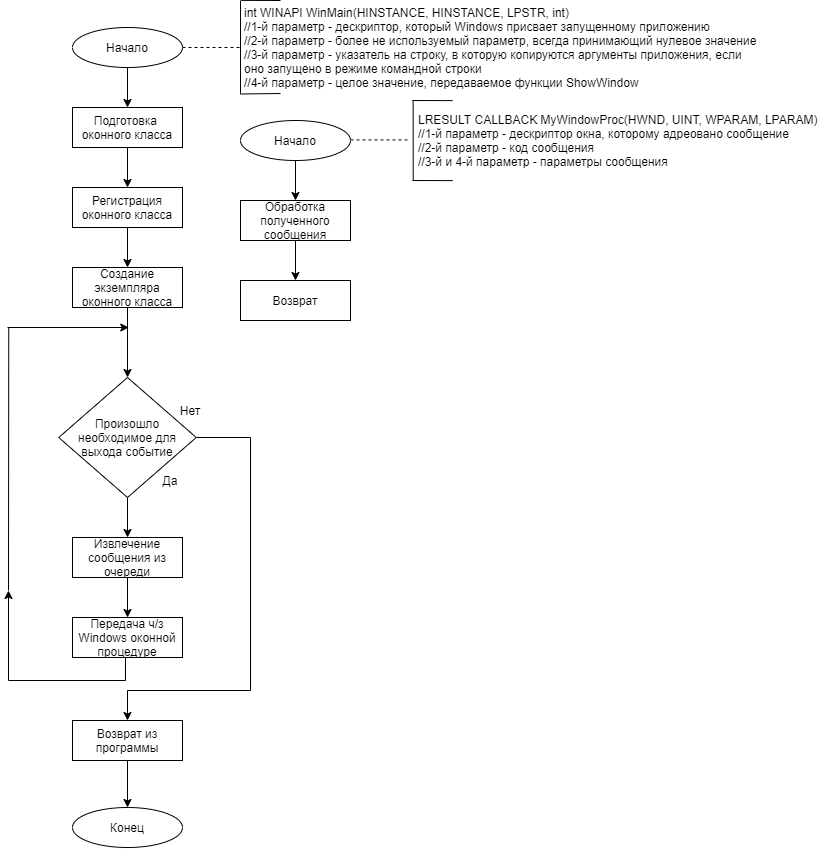 int WINAPI WinMain(HINSTANCE, HINSTANCE, LPSTR, int)
//1-й параметр - дескриптор, который Windows присвает запущенному приложению
//2-й параметр - более не используемый параметр, всегда принимающий нулевое значение
//3-й параметр - указатель на строку, в которую копируются аргументы приложения, если
оно запущено в режиме командной строки
//4-й параметр - целое значение, передаваемое функции ShowWindow
Начало
Подготовка
оконного класса
Регистрация
оконного класса
Создание
экземпляра
оконного класса
Нет
Произошло
необходимое для
выхода событие
Да
Извлечение
сообщения из
очереди
Передача ч/з
Windows оконной
процедуре
Возврат из
программы
Конец
LRESULT CALLBACK MyWindowProc(HWND, UINT, WPARAM, LPARAM)
//1-й параметр - дескриптор окна, которому адреовано сообщение
//2-й параметр - код сообщения
//3-й и 4-й параметр - параметры сообщения
Начало
Обработка
полученного
сообщения
Возврат